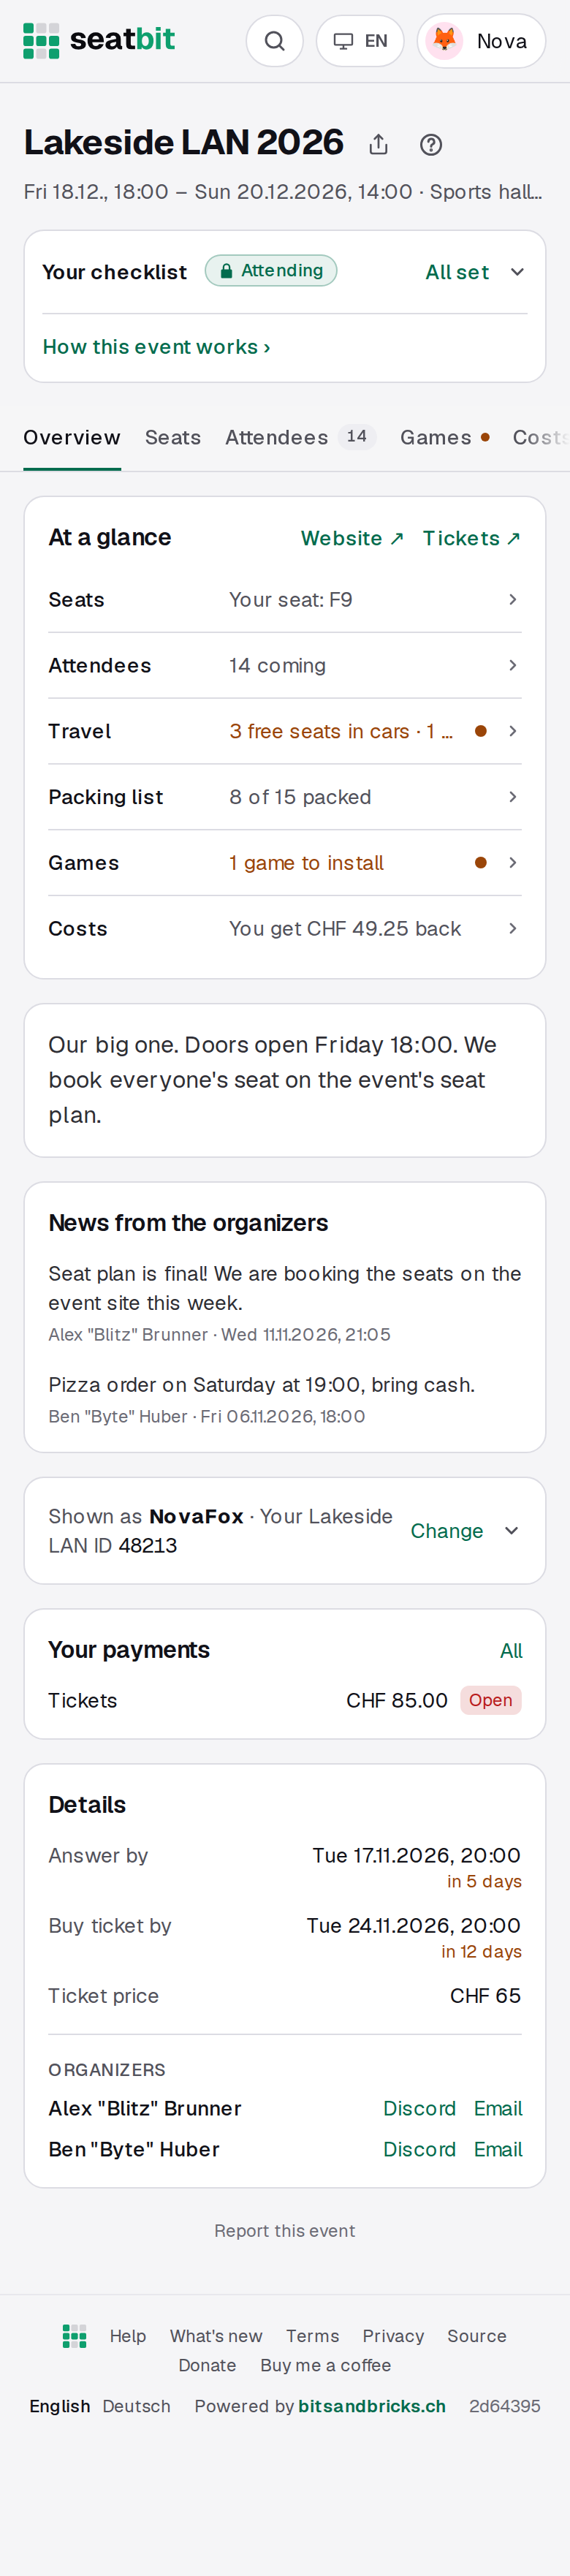 seatbit
EN
Nova
Lakeside LAN 2026
Fri 18.12., 18:00 – Sun 20.12.2026, 14:00 · Sports hall…
Your checklist
Attending
All set
How this event works ›
Overview
Seats
Attendees 14
Games
Costs
At a glance
Website ↗
Tickets ↗
Seats
Your seat: F9
Attendees
14 coming
Travel
3 free seats in cars · 1 …
Packing list
8 of 15 packed
Games
1 game to install
Costs
You get CHF 49.25 back
Our big one. Doors open Friday 18:00. We
book everyone's seat on the event's seat
plan.
News from the organizers
Seat plan is final! We are booking the seats on the
event site this week.
Alex "Blitz" Brunner · Wed 11.11.2026, 21:05
Pizza order on Saturday at 19:00, bring cash.
Ben "Byte" Huber · Fri 06.11.2026, 18:00
Shown as NovaFox · Your Lakeside
LAN ID 48213
Change
Your payments
All
Tickets
CHF 85.00
Open
Details
Answer by
Tue 17.11.2026, 20:00
in 5 days
Buy ticket by
Tue 24.11.2026, 20:00
in 12 days
Ticket price
CHF 65
ORGANIZERS
Alex "Blitz" Brunner
Discord
Email
Ben "Byte" Huber
Discord
Email
Report this event
Help
What's new
Terms
Privacy
Source
Donate
Buy me a coffee
English
Deutsch
Powered by bitsandbricks.ch
2d64395